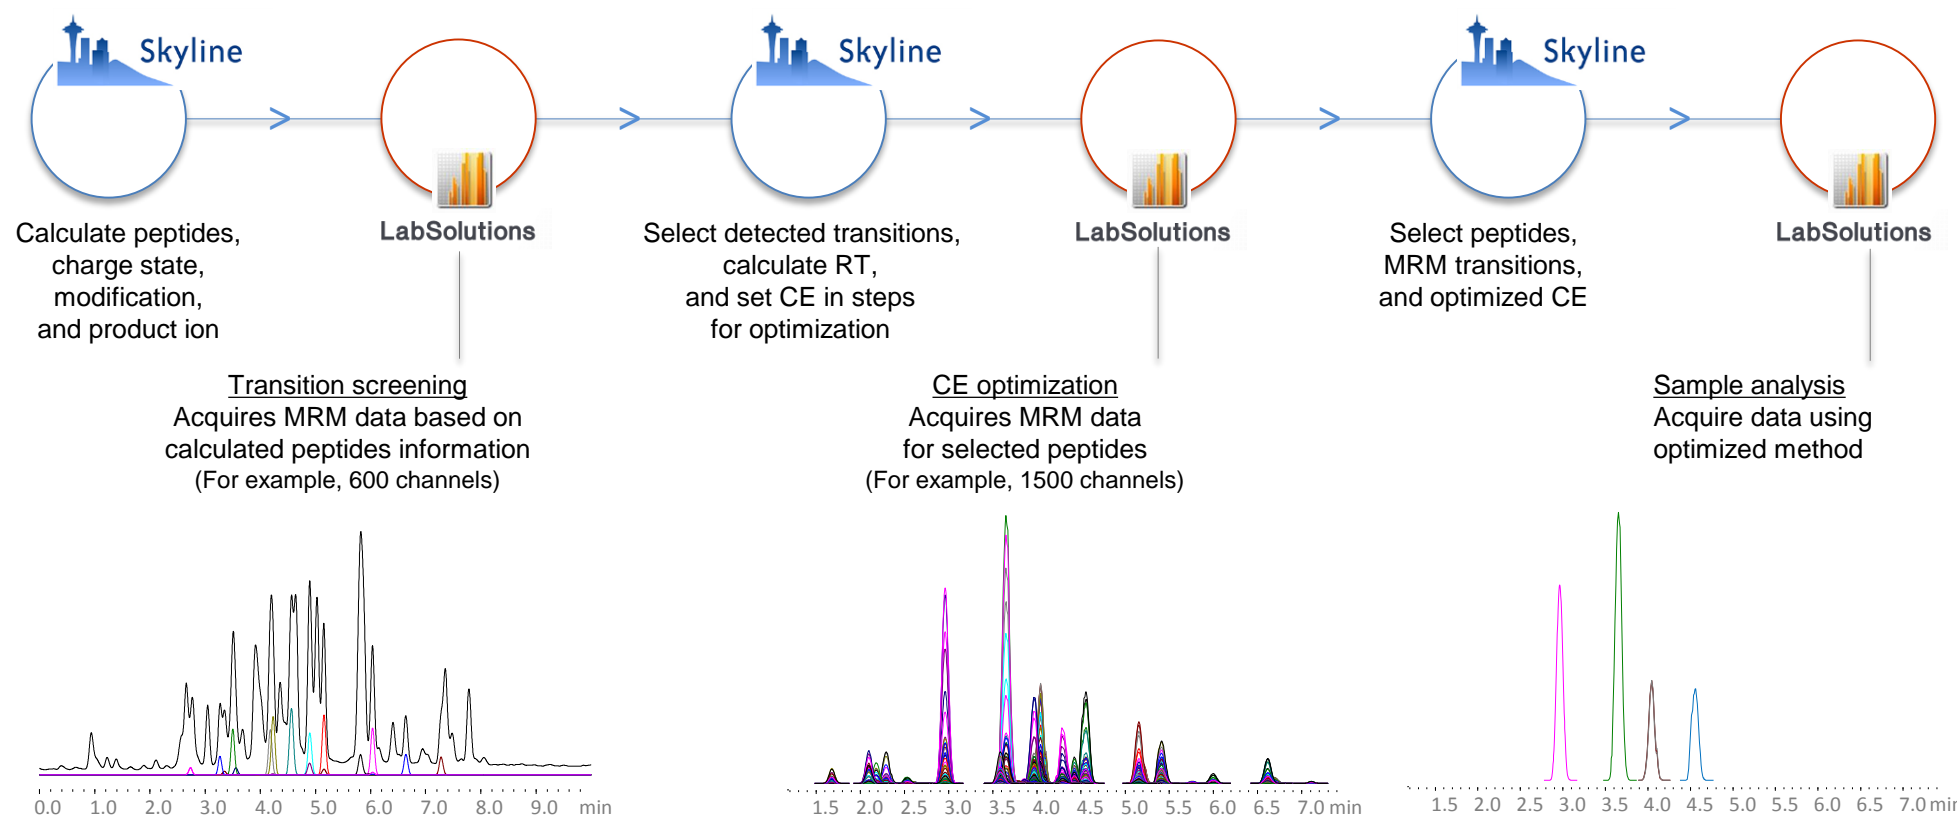 Skyline
Calculate peptides,
charge state,
modification,
and product ion
LabSolutions
Transition screening
Acquires MRM data based on
calculated peptides information
(For example, 600 channels)
Skyline
Select detected transitions,
calculate RT,
and set CE in steps
for optimization
LabSolutions
CE optimization
Acquires MRM data
for selected peptides
(For example, 1500 channels)
Skyline
Select peptides,
MRM transitions,
and optimized CE
LabSolutions
Sample analysis
Acquire data using
optimized method
0.0 1.0 2.0 3.0 4.0 5.0 6.0 7.0 8.0 9.0 min
1.5 2.0 2.5 3.0 3.5 4.0 4.5 5.0 5.5 6.0 6.5 7.0 min
1.5 2.0 2.5 3.0 3.5 4.0 4.5 5.0 5.5 6.0 6.5 7.0 min